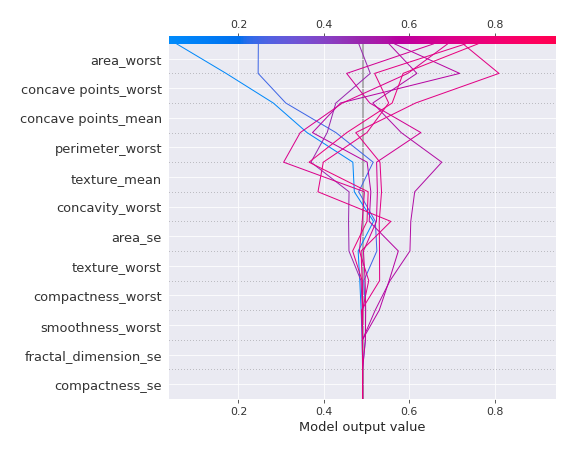 0.2 0.4 0.6 0.8
area_worst
concave points_worst
concave points_mean
perimeter_worst
texture_mean
concavity_worst
area_se
texture_worst
compactness_worst
smoothness_worst
fractal_dimension_se
compactness_se
0.2 0.4 0.6 0.8
Model output value